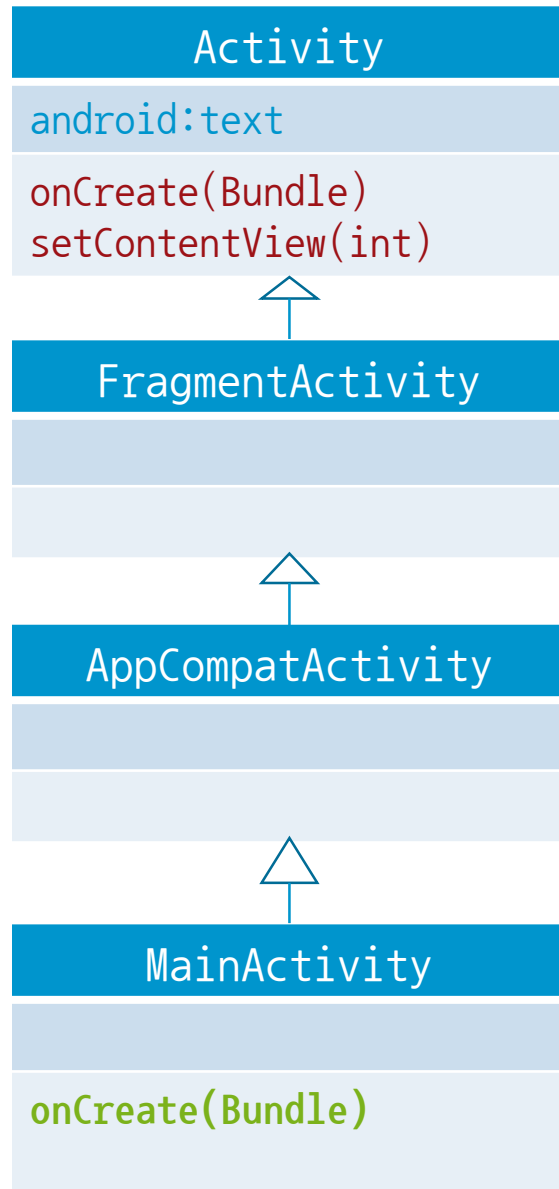 Activity
android:text
onCreate(Bundle)
setContentView(int)
FragmentActivity
AppCompatActivity
MainActivity
onCreate(Bundle)